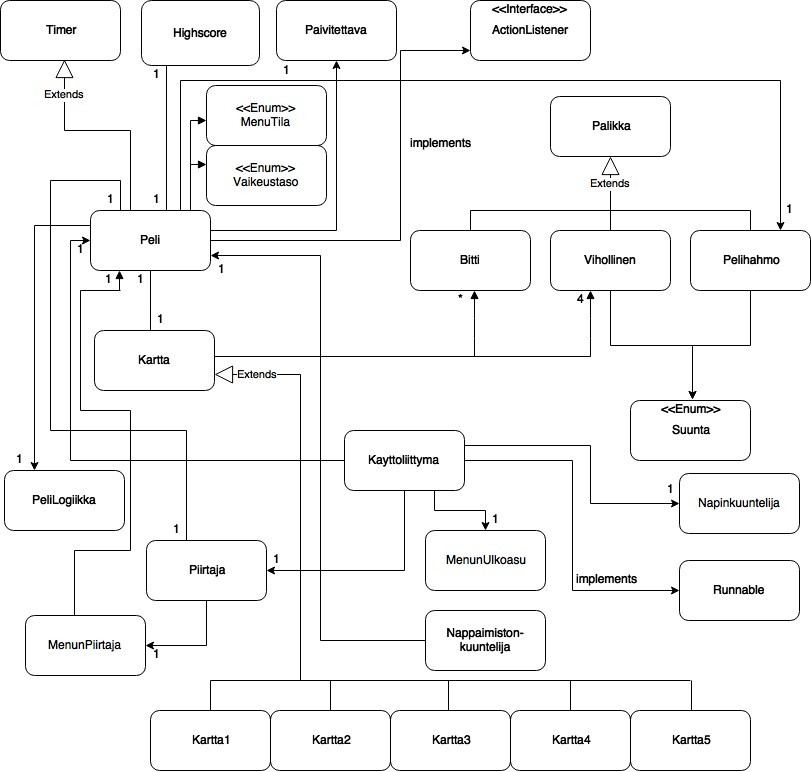 Timer
Highscore
Paivitettava
<<Interface>>
ActionListener
1
1
Extends
<<Enum>>
MenuTila
Palikka
implements
<<Enum>>
Vaikeustaso
Extends
1
1
1
Peli
1
1
Bitti
Vihollinen
Pelihahmo
1
1
*
4
1
Kartta
Extends
<<Enum>>
Suunta
1
Kayttoliittyma
PeliLogiikka
1
Napinkuuntelija
1
1
1
MenunUlkoasu
Piirtaja
implements
Runnable
MenunPiirtaja
1
Nappaimiston-
kuuntelija
Kartta1
Kartta2
Kartta3
Kartta4
Kartta5